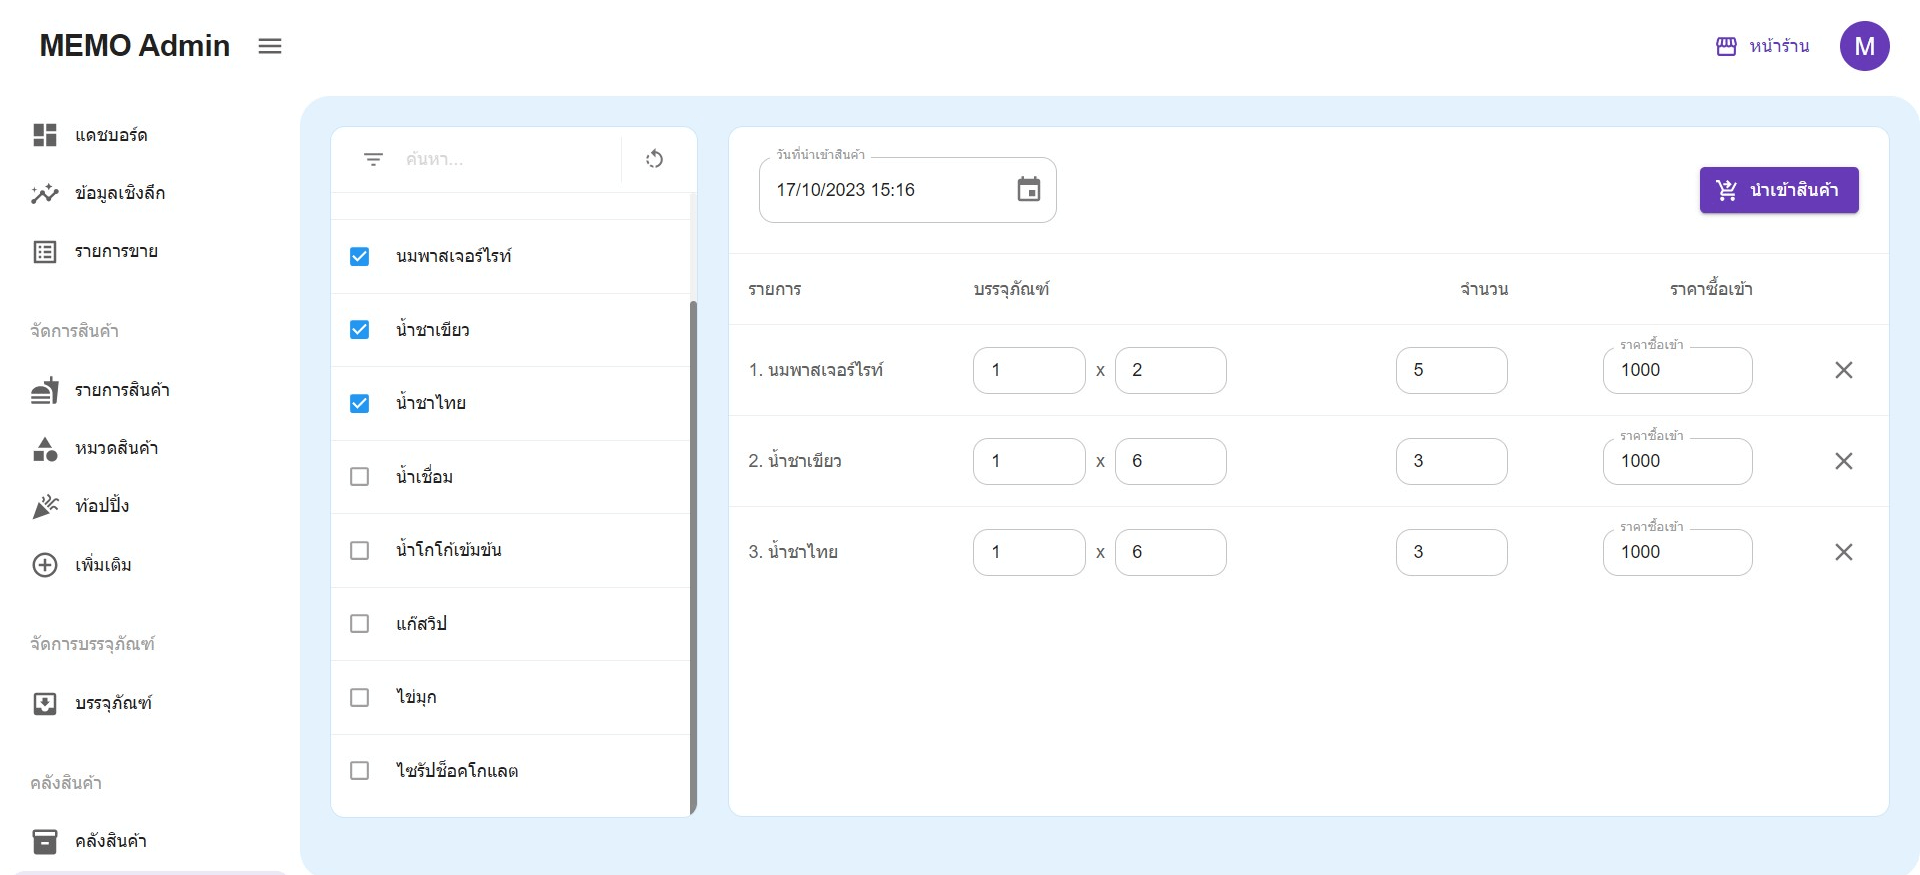 MEMO Admin
หน้าร้าน
M
แดชบอร์ด
ข้อมูลเชิงลึก
รายการขาย
จัดการสินค้า
รายการสินค้า
หมวดสินค้า
ท้อปปิ้ง
เพิ่มเติม
จัดการบรรจุภัณฑ์
บรรจุภัณฑ์
คลังสินค้า
คลังสินค้า
ค้นหา...
นมพาสเจอร์ไรท์
น้ำชาเขียว
น้ำชาไทย
น้ำเชื่อม
น้ำโกโก้เข้มข้น
แก๊สวิป
ไข่มุก
ไซรัปช็อคโกแลต
วันที่นำเข้าสินค้า
17/10/2023 15:16
นำเข้าสินค้า
รายการ บรรจุภัณฑ์ จำนวน ราคาซื้อเข้า
ราคาซื้อเข้า
1. นมพาสเจอร์ไรท์ 1 x 2 5 1000
ราคาซื้อเข้า
2. น้ำชาเขียว 1 x 6 3 1000
ราคาซื้อเข้า
3. น้ำชาไทย 1 x 6 3 1000